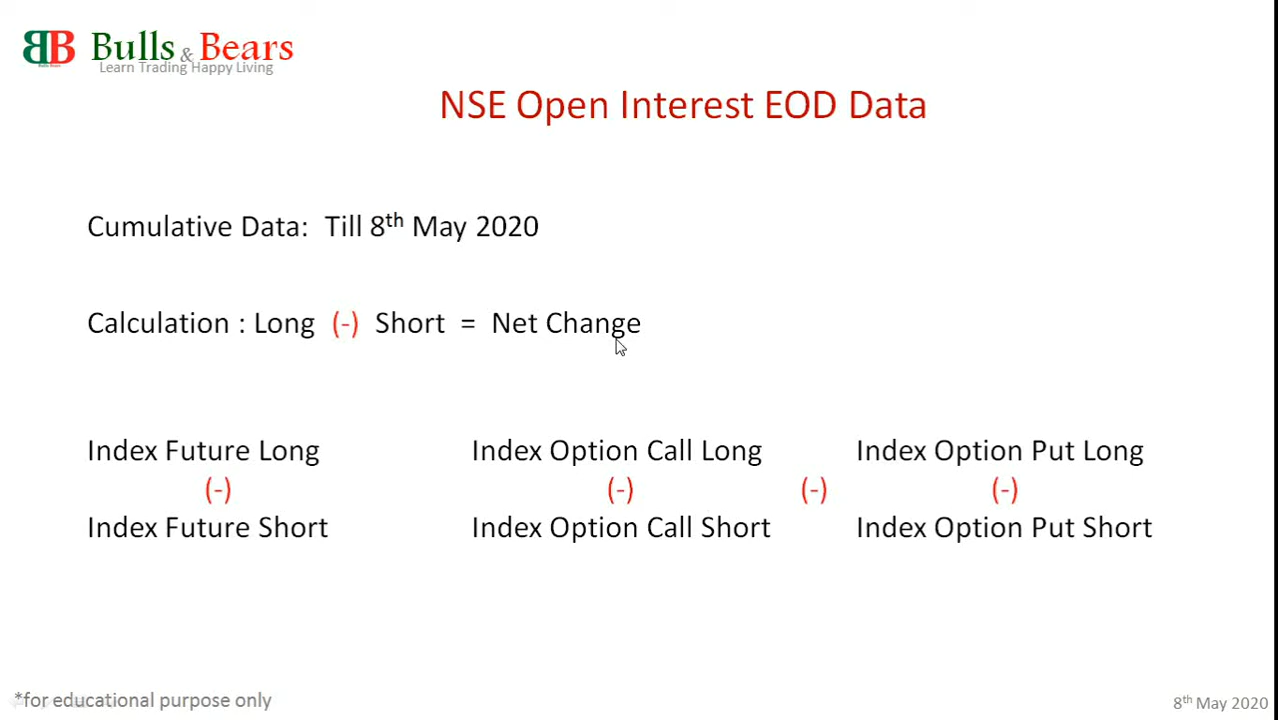 BB Bulls & Bears
Learn Trading Happy Living
NSE Open Interest EOD Data
Cumulative Data: Till 8th May 2020
Calculation : Long (-) Short = Net Change
Index Future Long Index Option Call Long Index Option Put Long
(-) (-) (-) (-)
Index Future Short Index Option Call Short Index Option Put Short
*for educational purpose only 8th May 2020